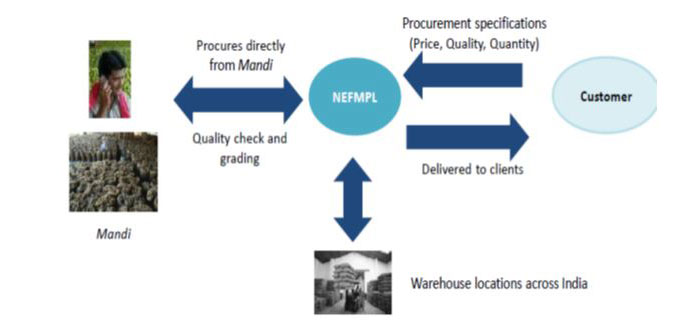 Procurement specifications
(Price, Quality, Quantity)
Procures directly
from Mandi
NEFMPL
Customer
Quality check and
grading
Delivered to clients
Mandi
Warehouse locations across India